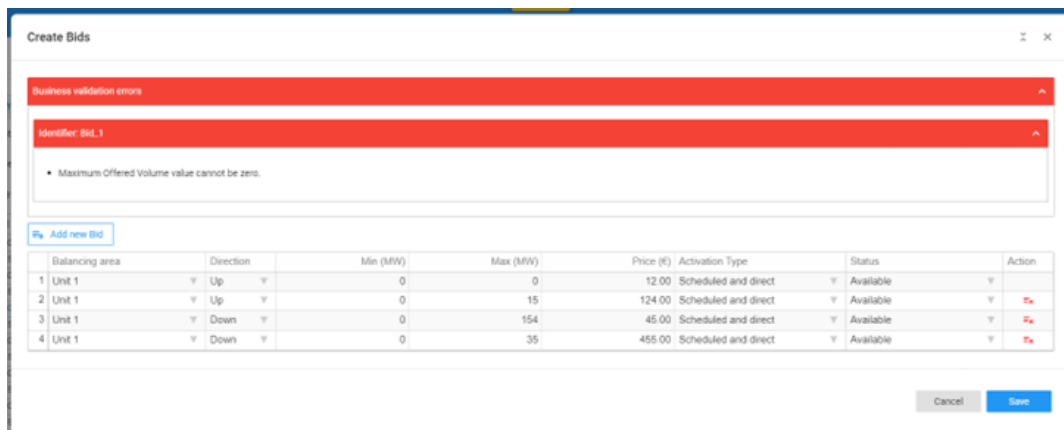 Create Bids
Business validation errors
Identifier: Bid_1
Maximum Offered Volume value cannot be zero.
Add new Bid
Balancing area Direction Min (MW) Max (MW) Price (€) Activation Type Status Action
1 Unit 1 Up 0 0 12.00 Scheduled and direct Available
2 Unit 1 Up 0 15 124.00 Scheduled and direct Available
3 Unit 1 Down 0 154 45.00 Scheduled and direct Available
4 Unit 1 Down 0 35 455.00 Scheduled and direct Available
Cancel Save